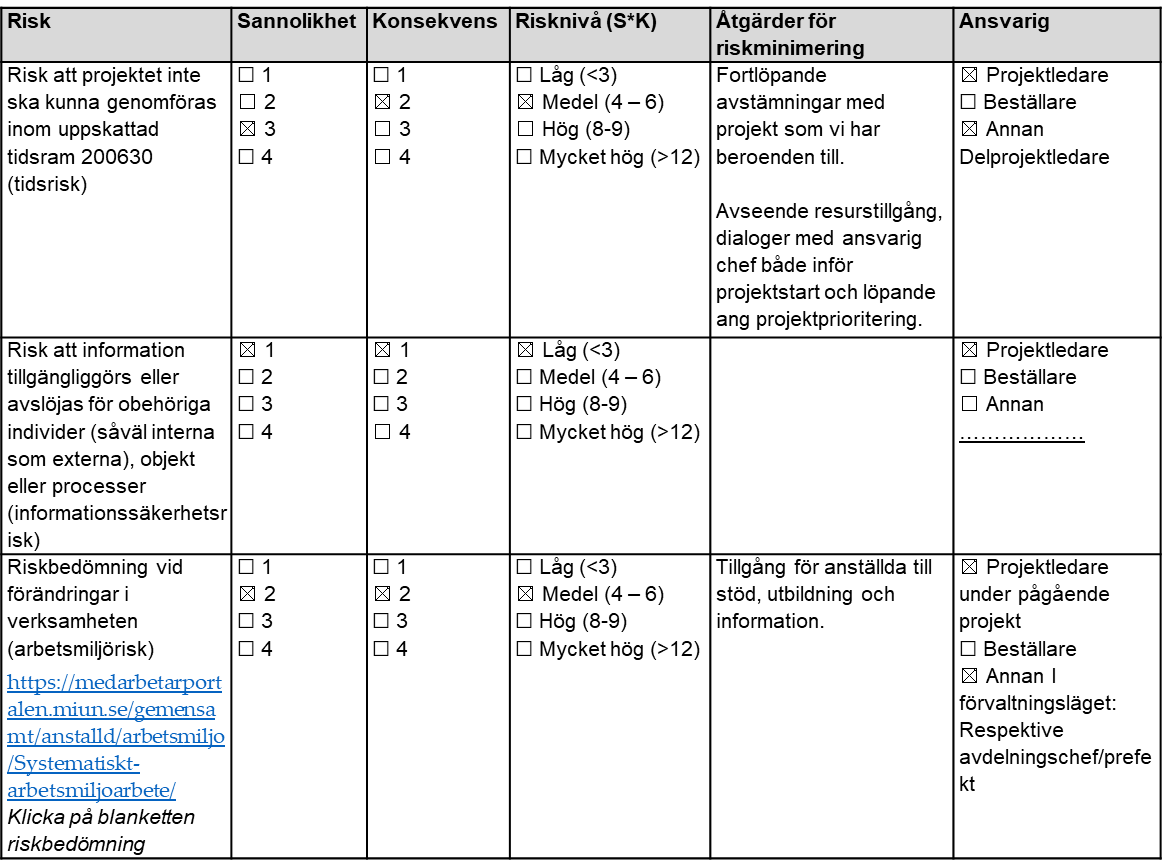 Risk
Sannolikhet
Konsekvens
Risknivå (S*K)
Åtgärder för
riskminimering
Ansvarig
Risk att projektet inte
ska kunna genomföras
inom uppskattad
tidsram 200630
(tidsrisk)
☐ 1
☐ 2
☒ 3
☐ 4
☐ 1
☒ 2
☐ 3
☐ 4
☐ Låg (<3)
☒ Medel (4 – 6)
☐ Hög (8-9)
☐ Mycket hög (>12)
Fortlöpande
avstämningar med
projekt som vi har
beroenden till.
Avseende resurstillgång,
dialoger med ansvarig
chef både inför
projektstart och löpande
ang projektprioritering.
☒ Projektledare
☐ Beställare
☒ Annan
Delprojektledare
Risk att information
tillgängliggörs eller
avslöjas för obehöriga
individer (såväl interna
som externa), objekt
eller processer
(informationssäkerhetsr
isk)
☒ 1
☐ 2
☐ 3
☐ 4
☒ 1
☐ 2
☐ 3
☐ 4
☒ Låg (<3)
☐ Medel (4 – 6)
☐ Hög (8-9)
☐ Mycket hög (>12)
☒ Projektledare
☐ Beställare
☐ Annan
………………
Riskbedömning vid
förändringar i
verksamheten
(arbetsmiljörisk)
https://medarbetarport
alen.miun.se/gemensa
mt/anstalld/arbetsmiljo
/Systematiskt-
arbetsmiljoarbete/
Klicka på blanketten
riskbedömning
☐ 1
☒ 2
☐ 3
☐ 4
☐ 1
☒ 2
☐ 3
☐ 4
☐ Låg (<3)
☒ Medel (4 – 6)
☐ Hög (8-9)
☐ Mycket hög (>12)
Tillgång för anställda till
stöd, utbildning och
information.
☒ Projektledare
under pågående
projekt
☐ Beställare
☒ Annan I
förvaltningsläget:
Respektive
avdelningschef/prefe
kt